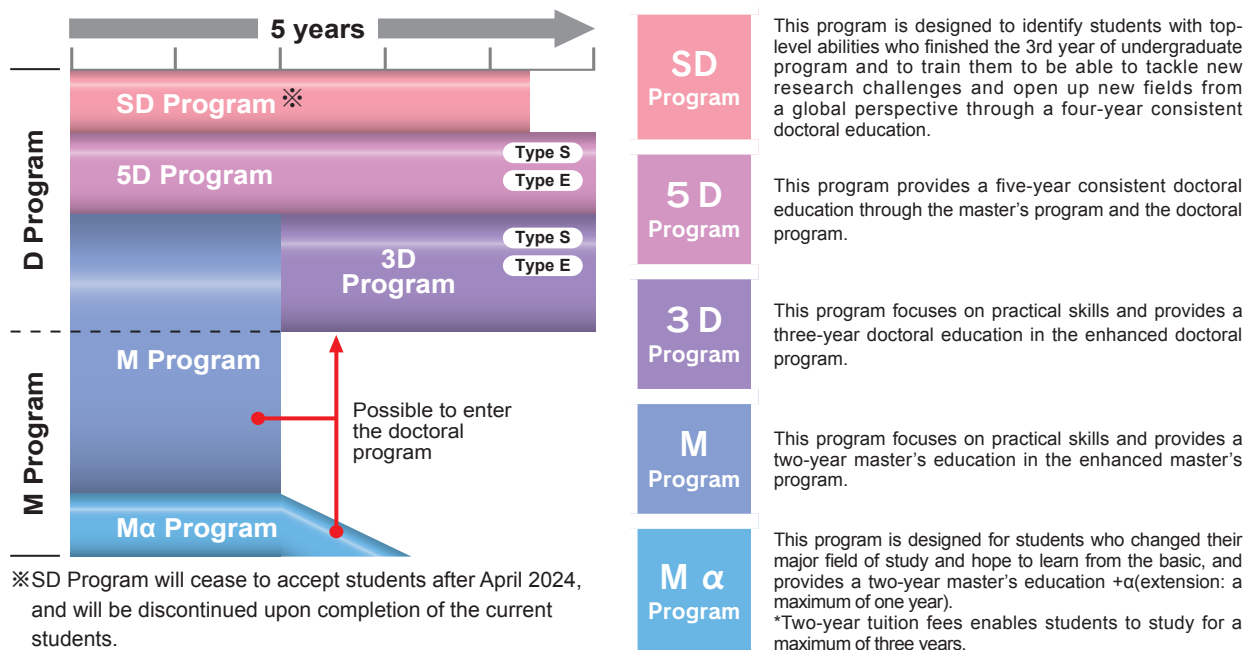 5 years
D Program
M Program
SD Program※
5D Program
Type S
Type E
3D
Program
Type S
Type E
M Program
Possible to enter
the doctoral
program
Mα Program
※SD Program will cease to accept students after April 2024,
and will be discontinued upon completion of the current
students.
SD
Program
This program is designed to identify students with top-
level abilities who finished the 3rd year of undergraduate
program and to train them to be able to tackle new
research challenges and open up new fields from
a global perspective through a four-year consistent
doctoral education.
5 D
Program
This program provides a five-year consistent doctoral
education through the master's program and the doctoral
program.
3 D
Program
This program focuses on practical skills and provides a
three-year doctoral education in the enhanced doctoral
program.
M
Program
This program focuses on practical skills and provides a
two-year master's education in the enhanced master's
program.
M α
Program
This program is designed for students who changed their
major field of study and hope to learn from the basic, and
provides a two-year master's education +α(extension: a
maximum of one year).
*Two-year tuition fees enables students to study for a
maximum of three years.